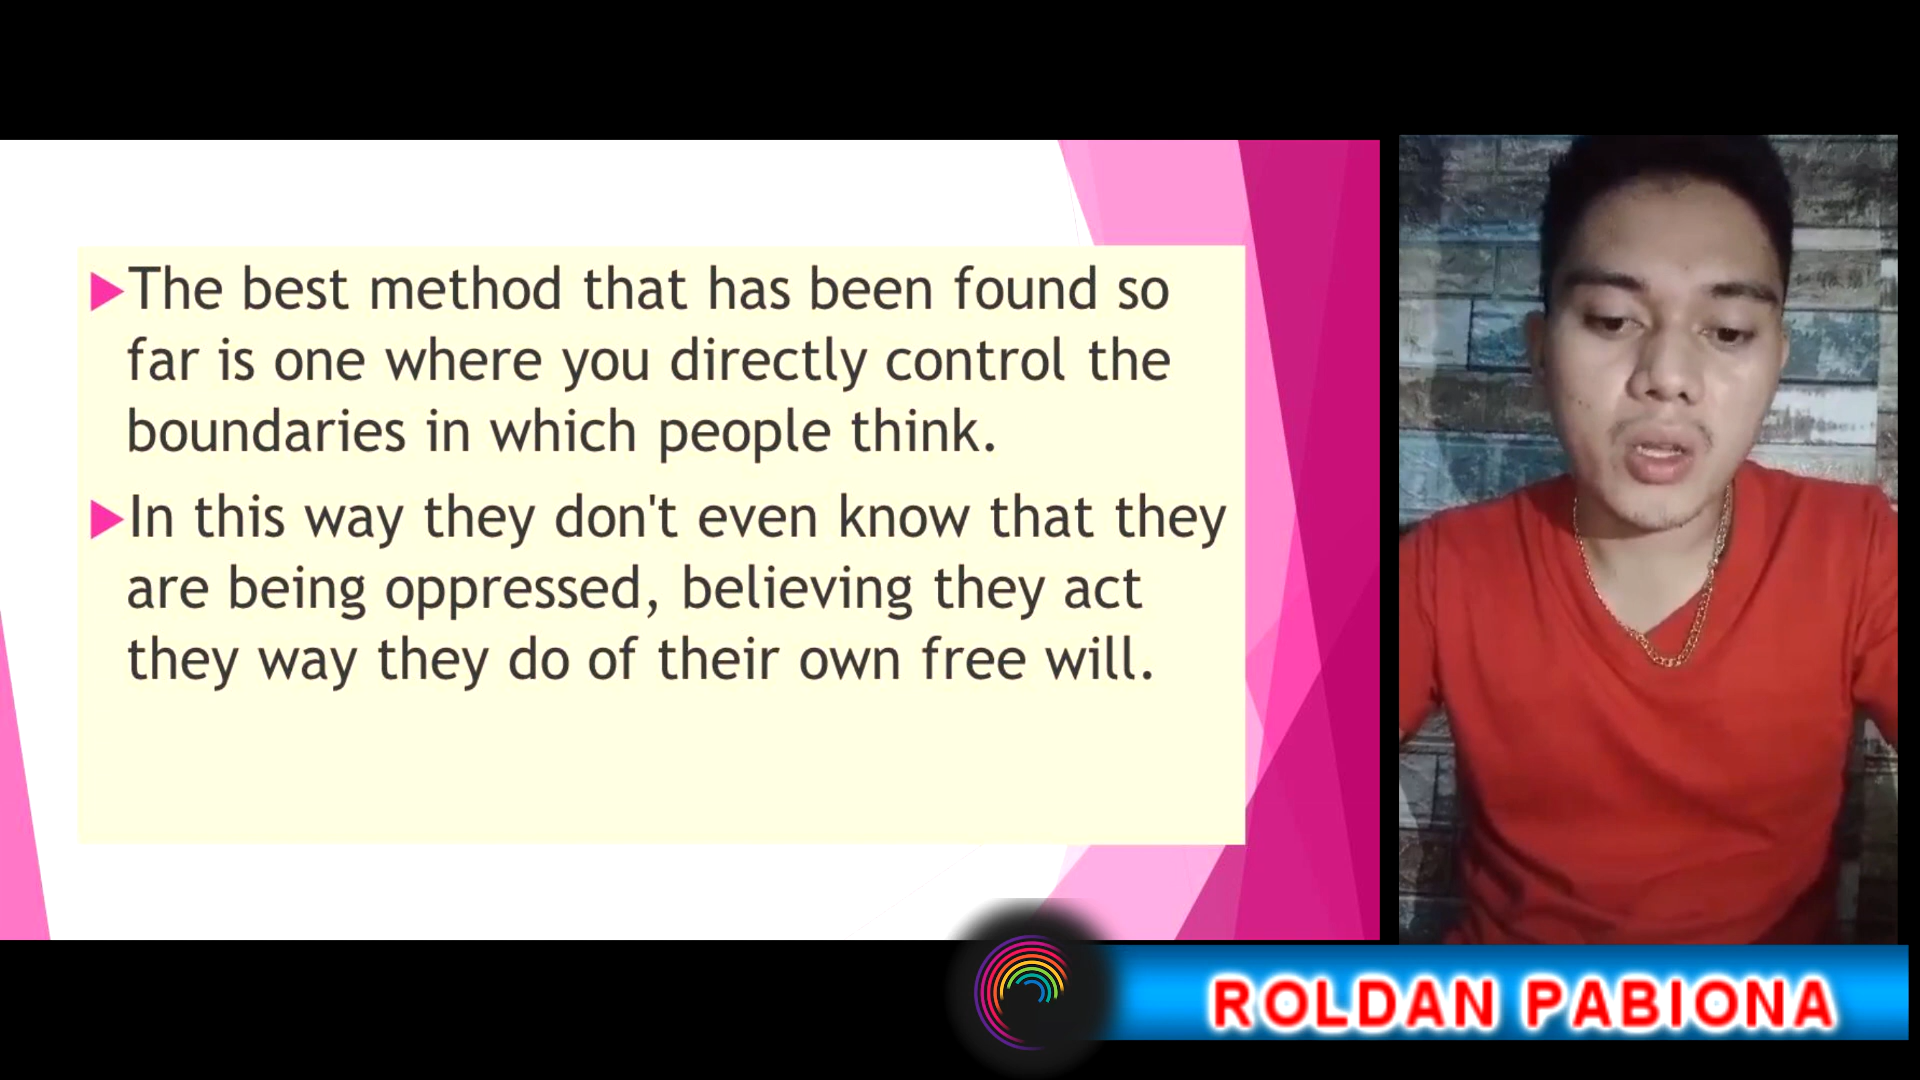 The best method that has been found so
far is one where you directly control the
boundaries in which people think.
In this way they don't even know that they
are being oppressed, believing they act
they way they do of their own free will.
ROLDAN PABIONA